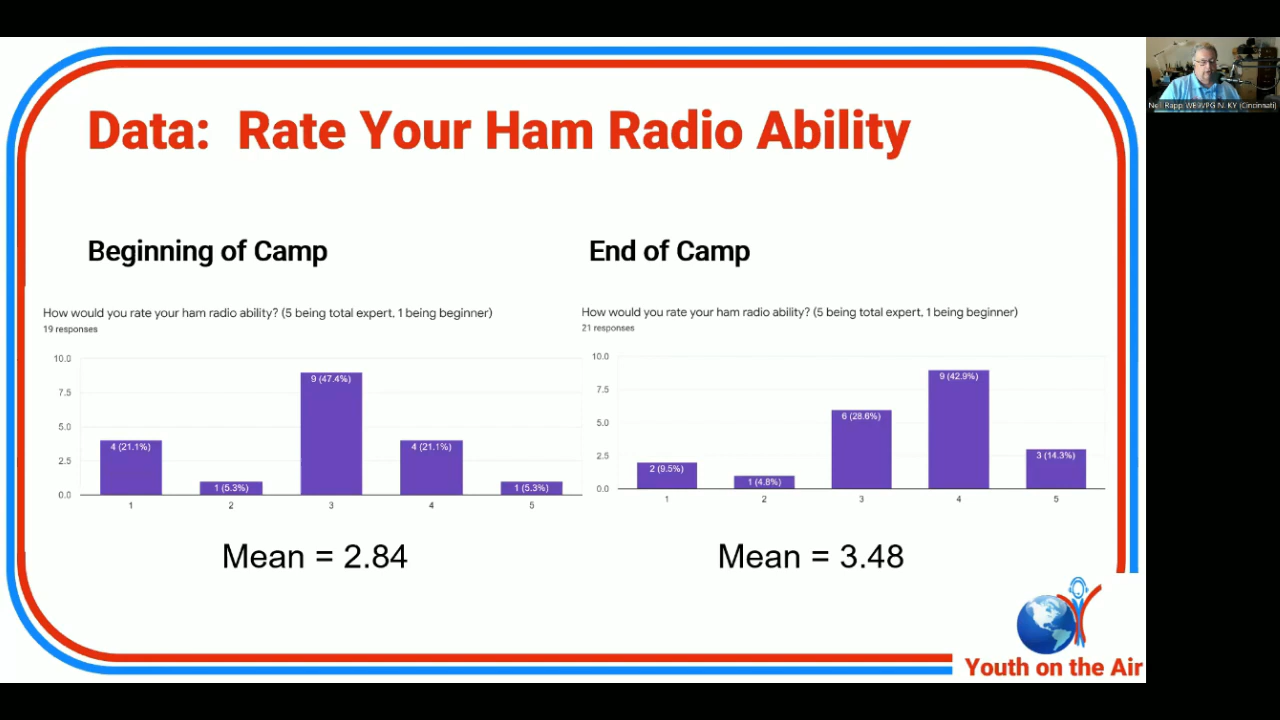 Data: Rate Your Ham Radio Ability
Neil Rapp WB9VPG N. KY (Cincinnati)
Beginning of Camp
How would you rate your ham radio ability? (5 being total expert, 1 being beginner)
19 responses
10.0
7.5
5.0
2.5
0.0
4 (21.1%)
1 (5.3%)
9 (47.4%)
4 (21.1%)
1 (5.3%)
1 2 3 4 5
Mean = 2.84
End of Camp
How would you rate your ham radio ability? (5 being total expert, 1 being beginner)
21 responses
10.0
7.5
5.0
2.5
0.0
2 (9.5%)
1 (4.8%)
6 (28.6%)
9 (42.9%)
3 (14.3%)
1 2 3 4 5
Mean = 3.48
Youth on the Air